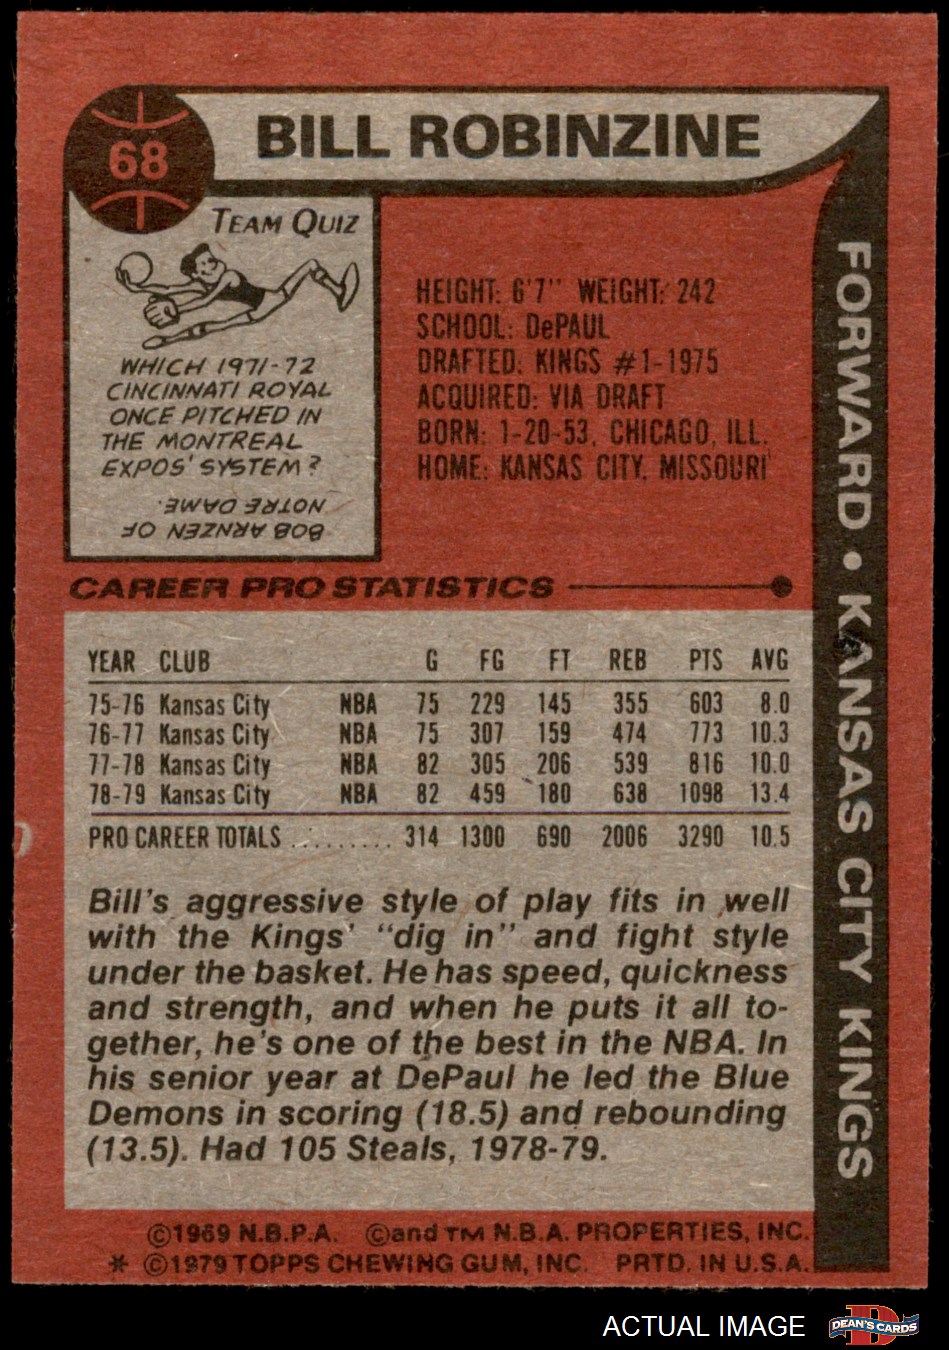 68
BILL ROBINZINE
TEAM QUIZ
WHICH 1971-72
CINCINNATI ROYAL
ONCE PITCHED IN
THE MONTREAL
EXPOS' SYSTEM?
BOB ARNZEN OF
NOTRE DAME.
HEIGHT: 6'7" WEIGHT: 242
SCHOOL: DePAUL
DRAFTED: KINGS #1-1975
ACQUIRED: VIA DRAFT
BORN: 1-20-53, CHICAGO, ILL.
HOME: KANSAS CITY, MISSOURI
FORWARD • KANSAS CITY KINGS
CAREER PRO STATISTICS
YEAR CLUB G FG FT REB PTS AVG
75-76 Kansas City NBA 75 229 145 355 603 8.0
76-77 Kansas City NBA 75 307 159 474 773 10.3
77-78 Kansas City NBA 82 305 206 539 816 10.0
78-79 Kansas City NBA 82 459 180 638 1098 13.4
PRO CAREER TOTALS ......... 314 1300 690 2006 3290 10.5
Bill's aggressive style of play fits in well
with the Kings' "dig in" and fight style
under the basket. He has speed, quickness
and strength, and when he puts it all to-
gether, he's one of the best in the NBA. In
his senior year at DePaul he led the Blue
Demons in scoring (18.5) and rebounding
(13.5). Had 105 Steals, 1978-79.
©1969 N.B.P.A. ©and TM N.B.A. PROPERTIES, INC.
* ©1979 TOPPS CHEWING GUM, INC. PRTD. IN U.S.A.
ACTUAL IMAGE
D
DEAN'S CARDS